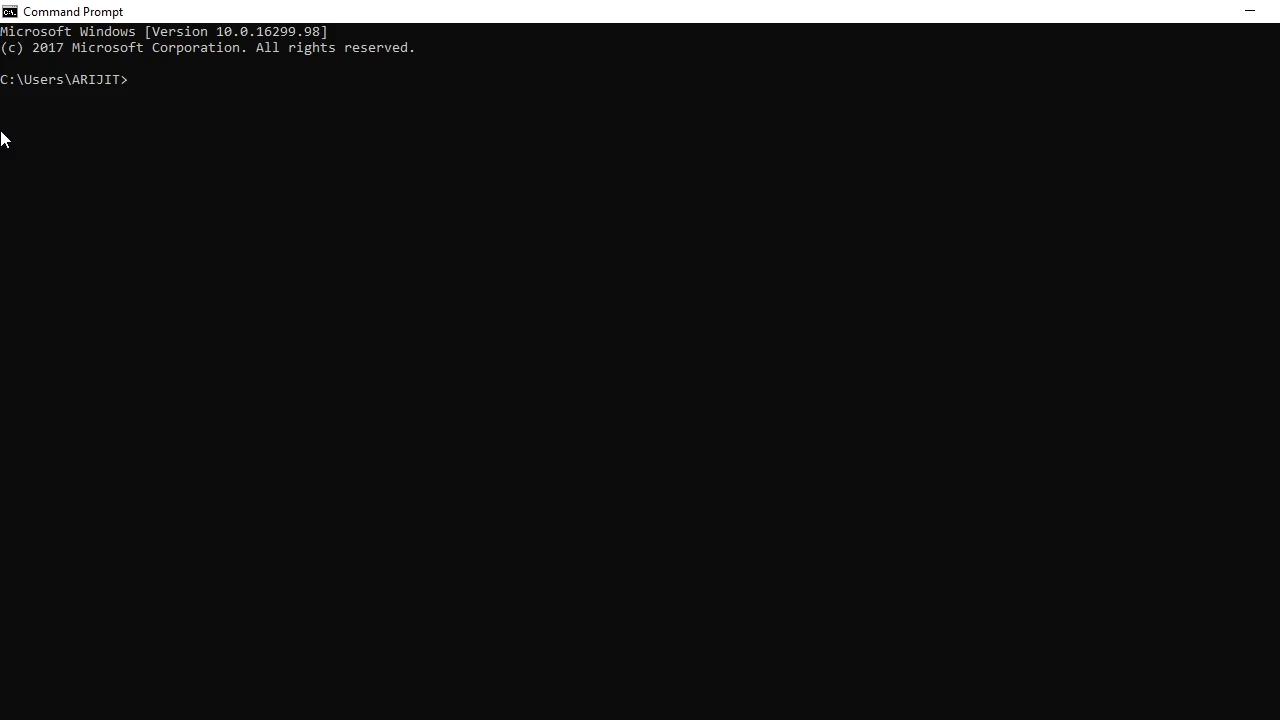 Command Prompt
Microsoft Windows [Version 10.0.16299.98]
(c) 2017 Microsoft Corporation. All rights reserved.
C:\Users\ARIJIT>